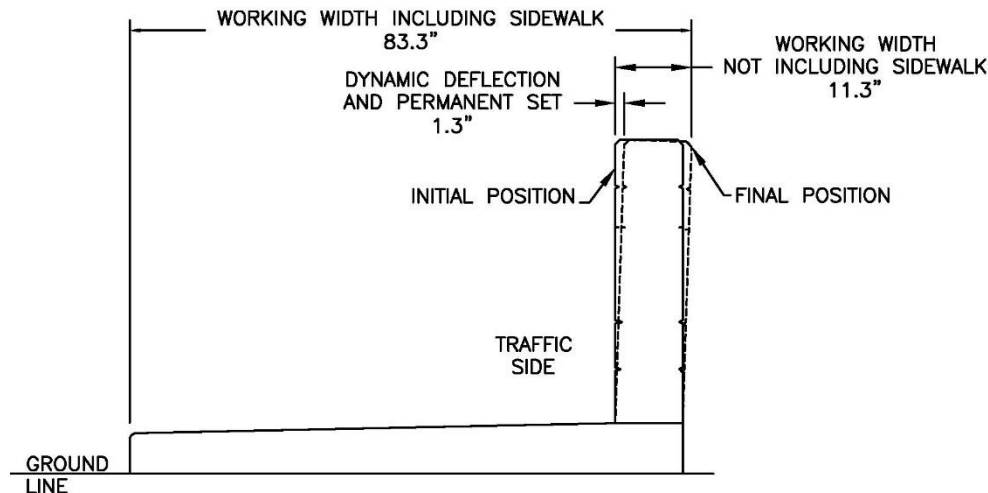 WORKING WIDTH INCLUDING SIDEWALK
83.3"
WORKING WIDTH
NOT INCLUDING SIDEWALK
11.3"
DYNAMIC DEFLECTION
AND PERMANENT SET
1.3"
INITIAL POSITION
FINAL POSITION
TRAFFIC
SIDE
GROUND
LINE